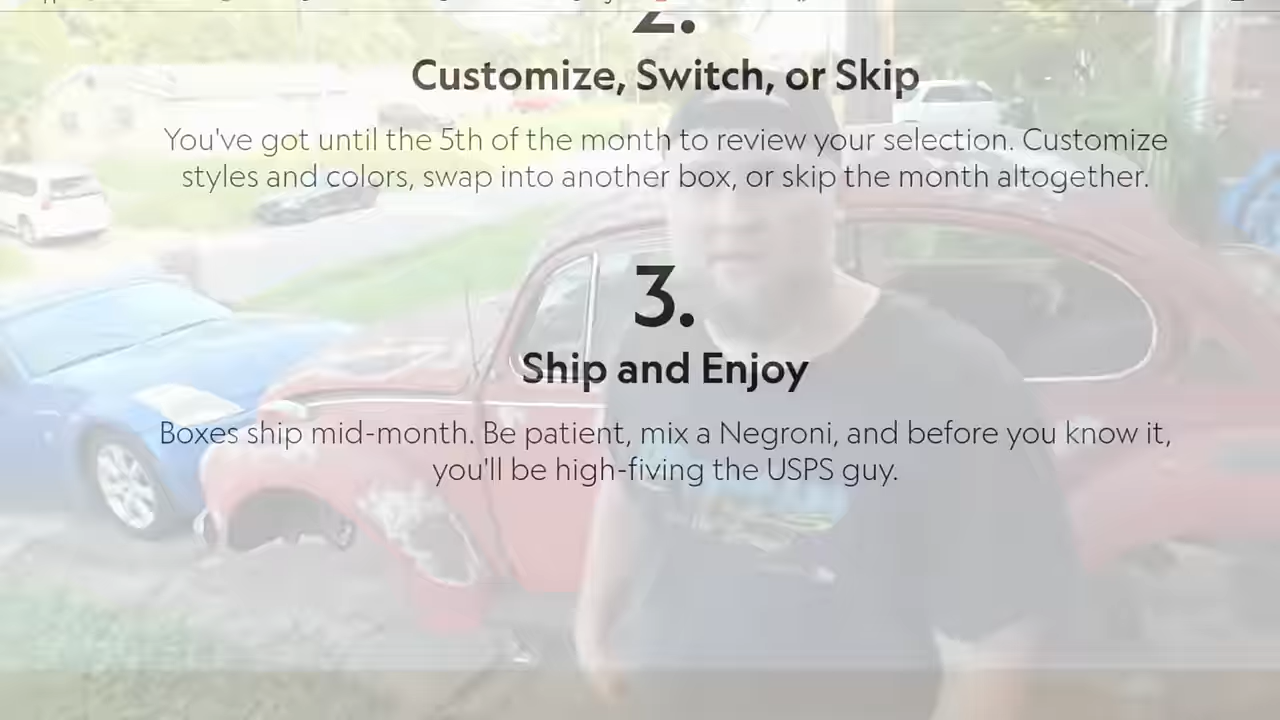 2.
Customize, Switch, or Skip
You've got until the 5th of the month to review your selection. Customize
styles and colors, swap into another box, or skip the month altogether.
3.
Ship and Enjoy
Boxes ship mid-month. Be patient, mix a Negroni, and before you know it,
you'll be high-fiving the USPS guy.